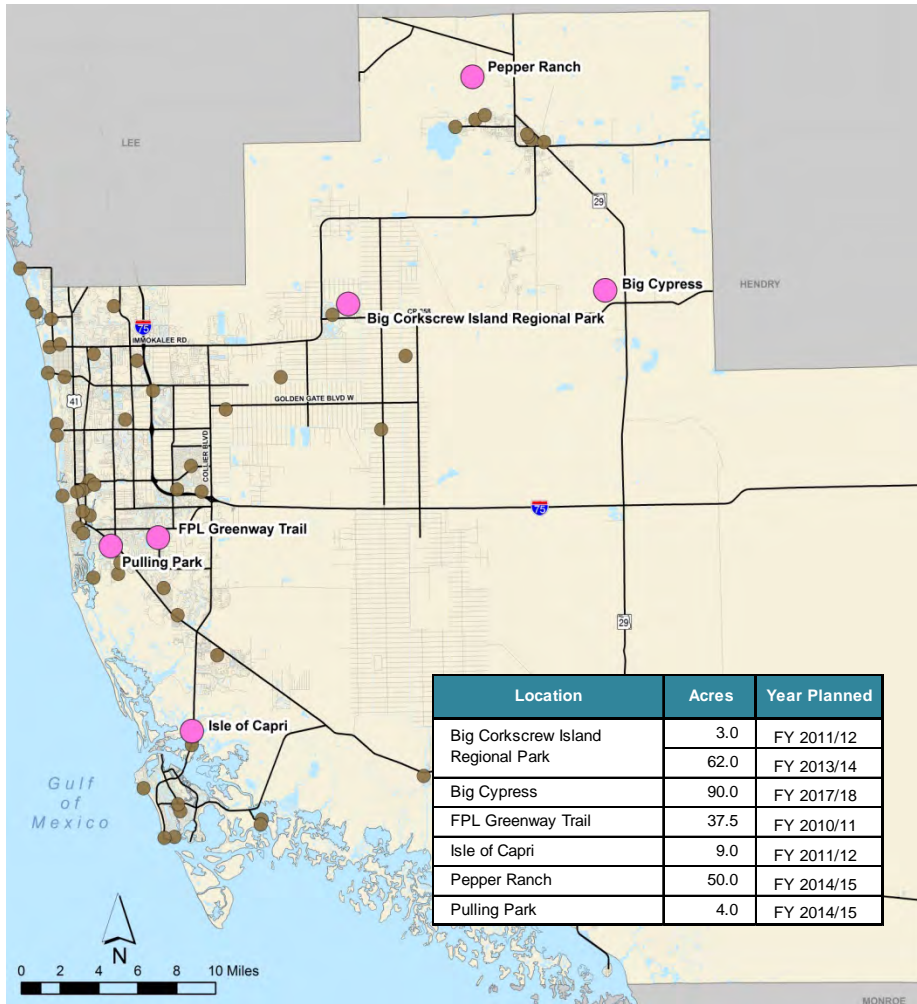 Pepper Ranch
LEE
29
HENDRY
Big Cypress
Big Corkscrew Island Regional Park
CR 858
75
IMMOKALEE RD
41
GOLDEN GATE BLVD W
COLLIER BLVD
75
FPL Greenway Trail
Pulling Park
29
Isle of Capri
Gulf
of
Mexico
Location Acres Year Planned
Big Corkscrew Island
Regional Park
3.0 FY 2011/12
62.0 FY 2013/14
Big Cypress 90.0 FY 2017/18
FPL Greenway Trail 37.5 FY 2010/11
Isle of Capri 9.0 FY 2011/12
Pepper Ranch 50.0 FY 2014/15
Pulling Park 4.0 FY 2014/15
N
0 2 4 6 8 10 Miles
MONROE